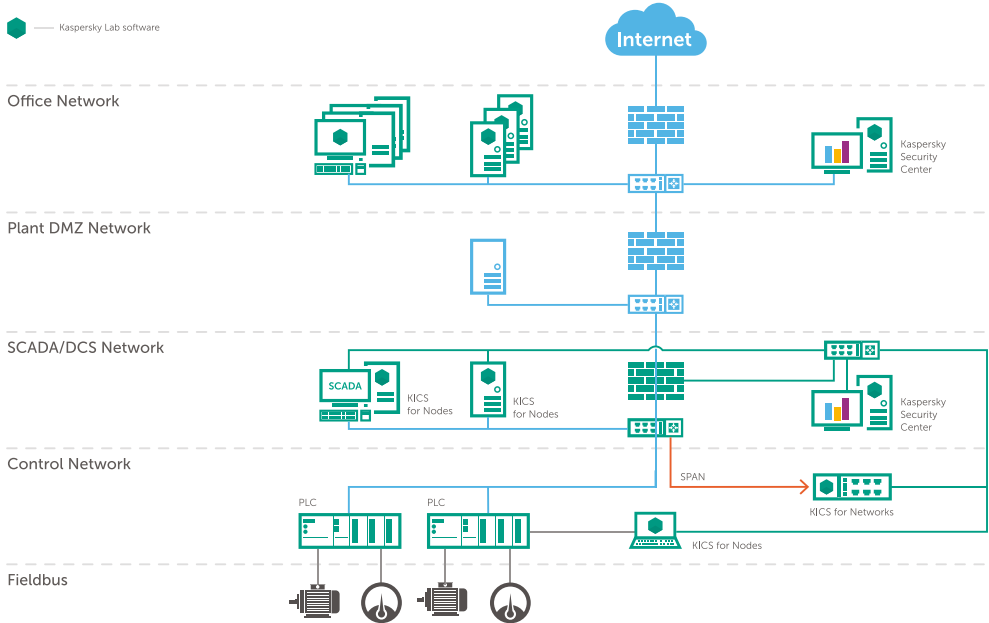 Kaspersky Lab software
Internet
Office Network
Kaspersky
Security
Center
Plant DMZ Network
SCADA/DCS Network
SCADA
KICS
for Nodes
KICS
for Nodes
Kaspersky
Security
Center
Control Network
SPAN
KICS for Networks
PLC
PLC
KICS for Nodes
Fieldbus